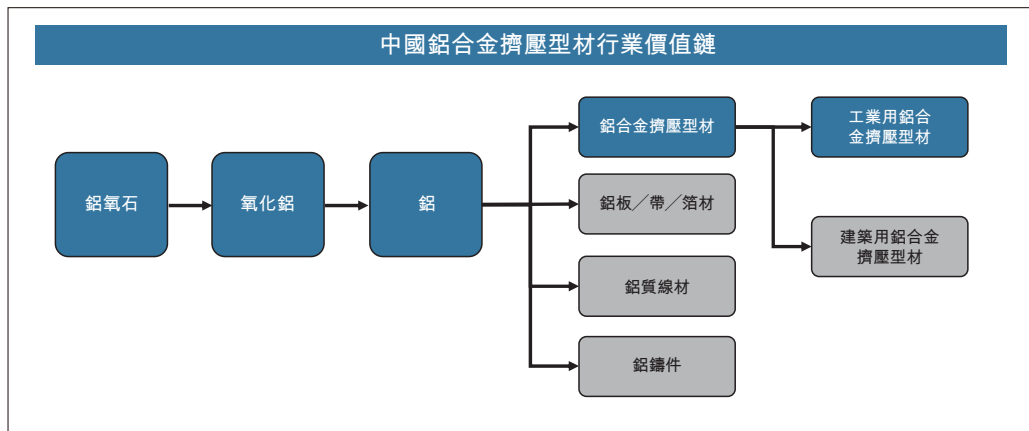 中國鋁合金擠壓型材行業價值鏈
鋁氧石
氧化鋁
鋁
鋁合金擠壓型材
鋁板╱帶╱箔材
鋁質線材
鋁鑄件
工業用鋁合
金擠壓型材
建築用鋁合金
擠壓型材